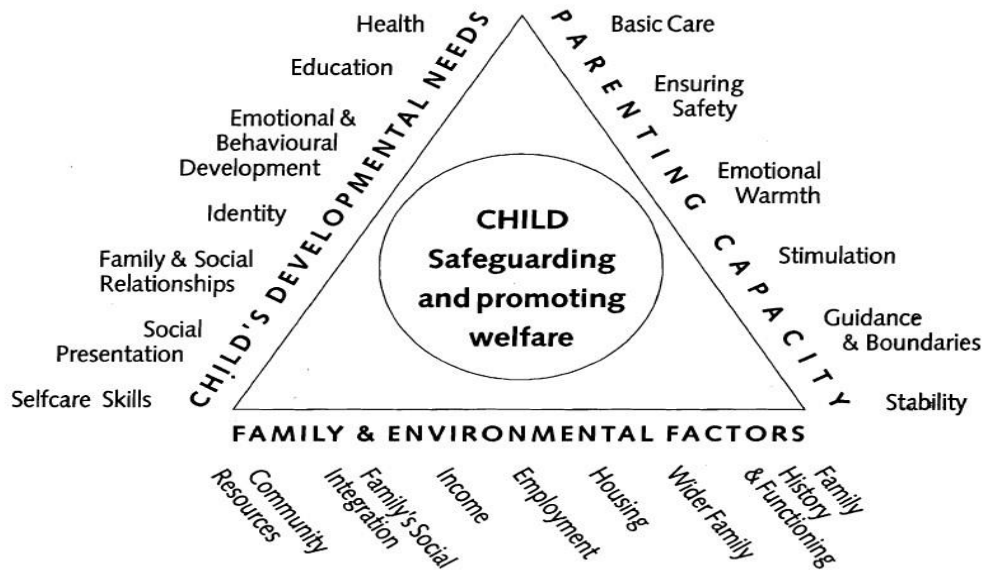 Health
Education
Emotional &
Behavioural
Development
Identity
Family & Social
Relationships
Social
Presentation
Selfcare Skills
CHILD'S DEVELOPMENTAL NEEDS
CHILD
Safeguarding
and promoting
welfare
PARENTING CAPACITY
Basic Care
Ensuring
Safety
Emotional
Warmth
Stimulation
Guidance
& Boundaries
Stability
FAMILY & ENVIRONMENTAL FACTORS
Community
Resources
Family's Social
Integration
Income
Employment
Housing
Wider Family
Family
History
& Functioning